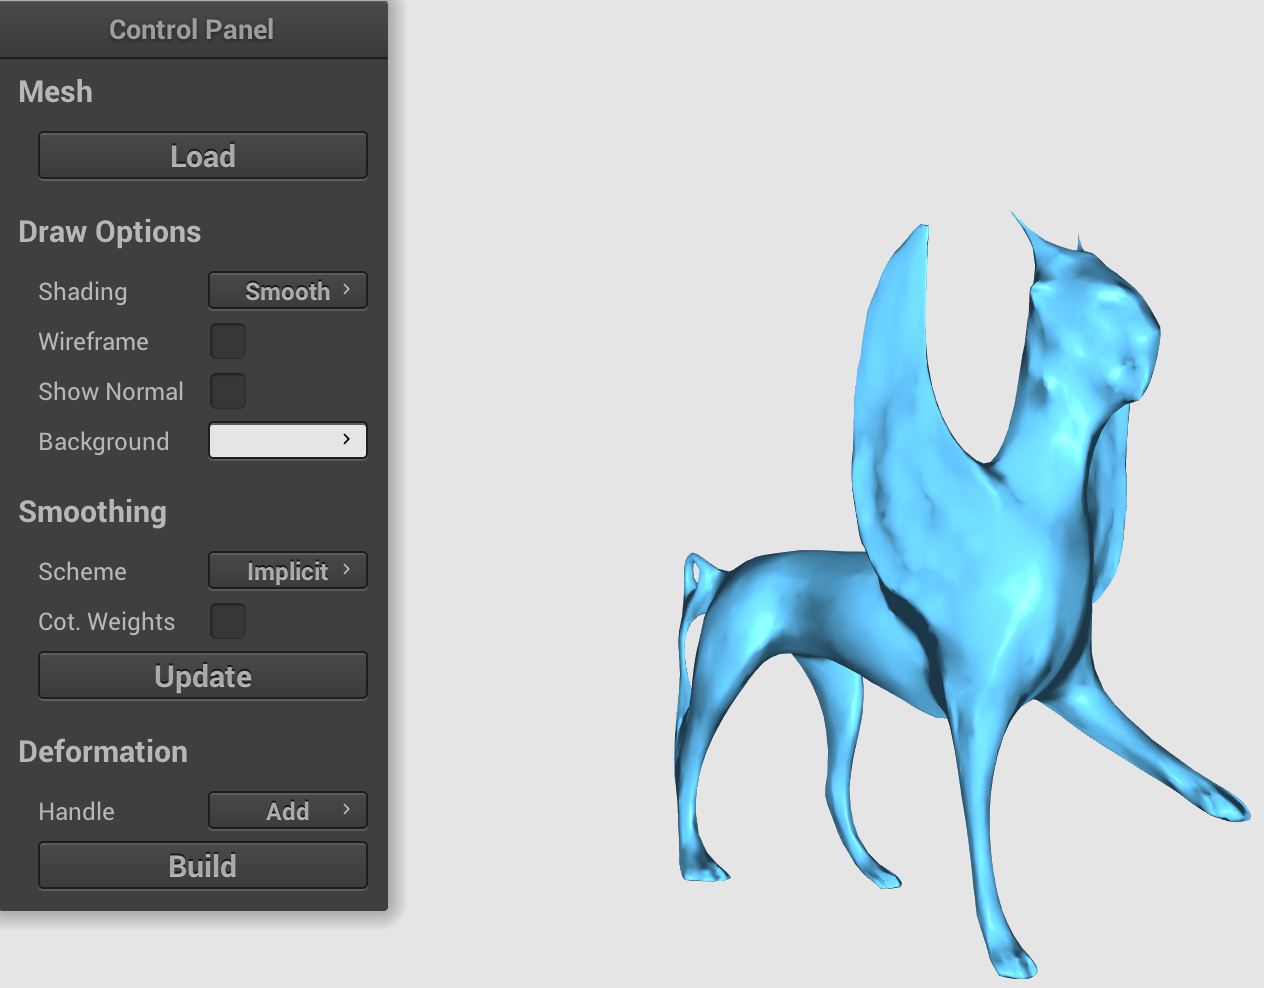 Control Panel
Mesh
Load
Draw Options
Shading Smooth
Wireframe
Show Normal
Background
Smoothing
Scheme Implicit
Cot. Weights
Update
Deformation
Handle Add
Build